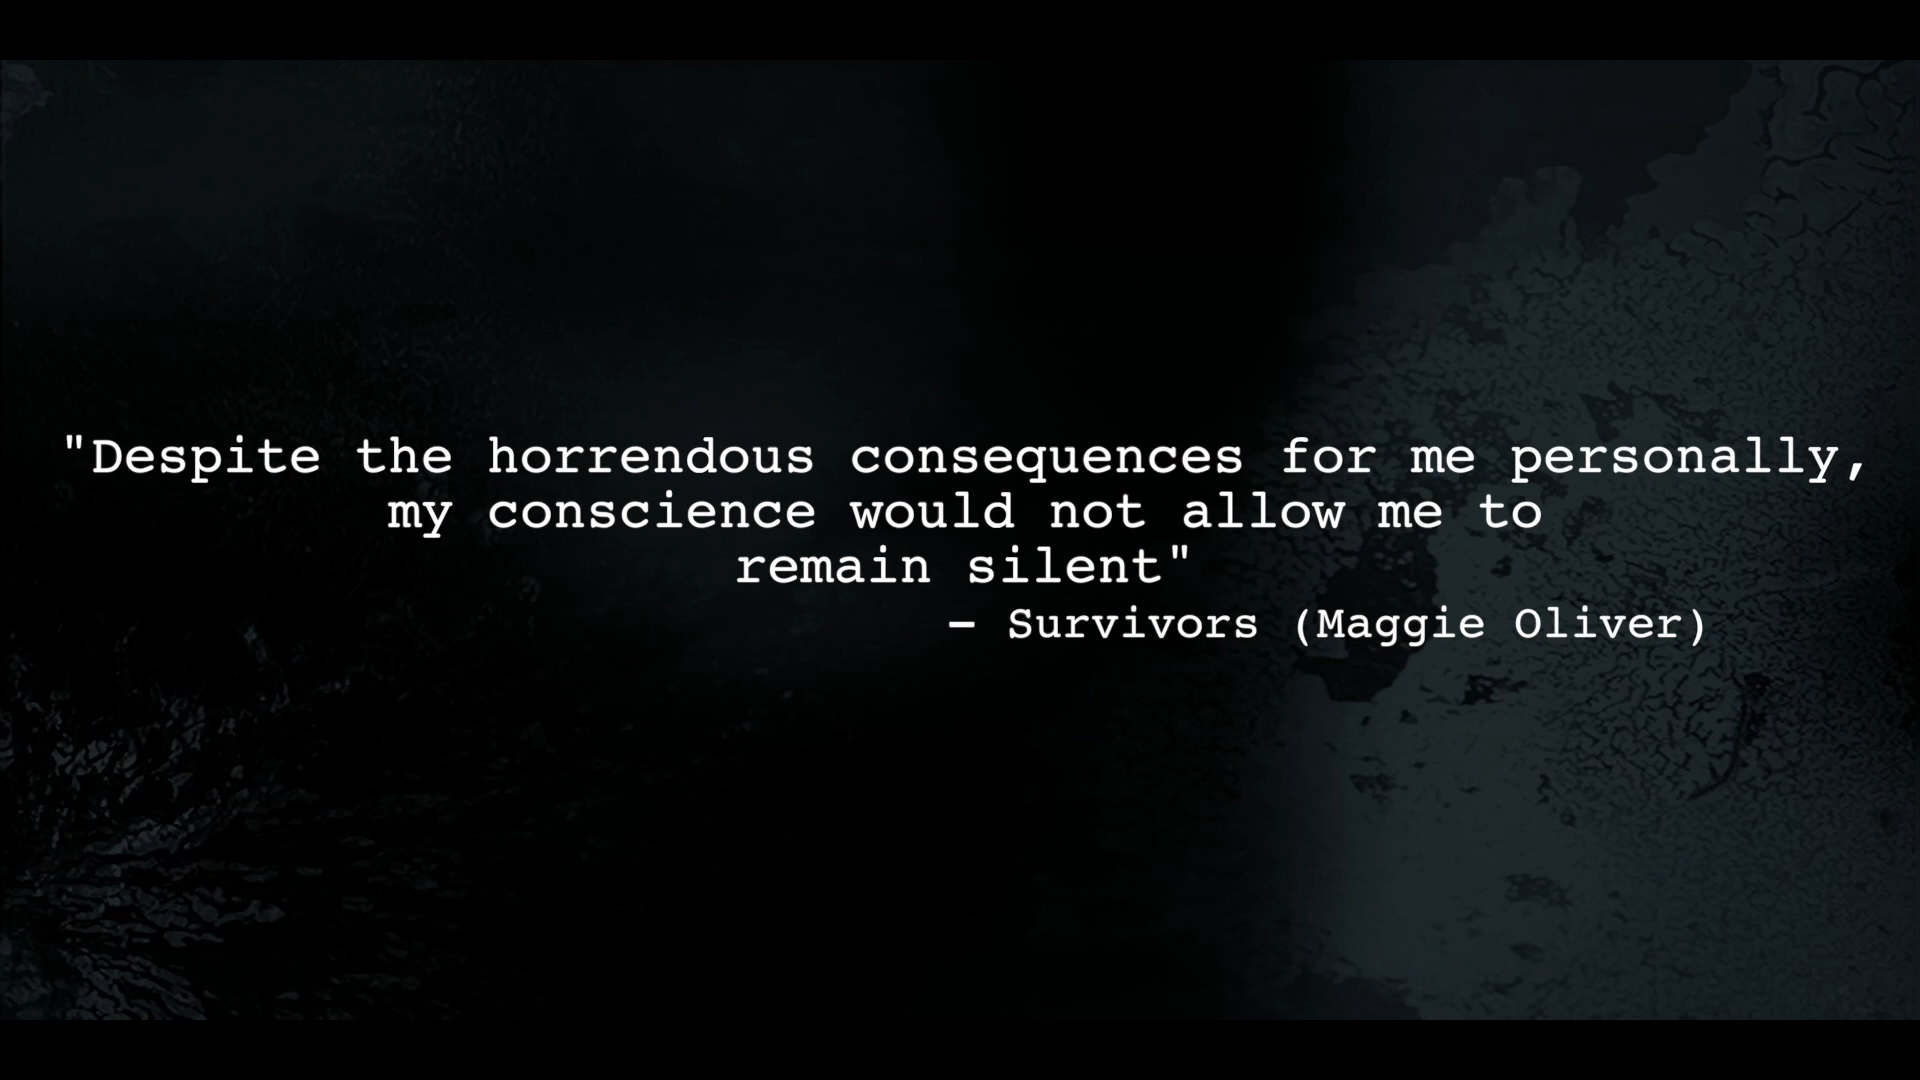 "Despite the horrendous consequences for me personally,
my conscience would not allow me to
remain silent"
– Survivors (Maggie Oliver)